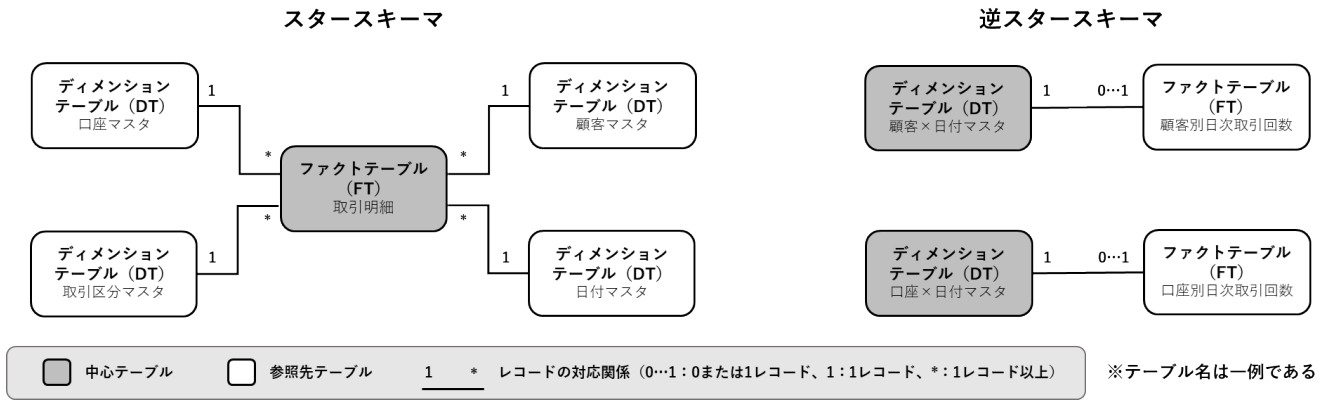 スタースキーマ
逆スタースキーマ
ディメンション
テーブル（DT）
口座マスタ
1
*
ディメンション
テーブル（DT）
顧客マスタ
1
*
ファクトテーブル
（FT）
取引明細
ディメンション
テーブル（DT）
取引区分マスタ
1
*
ディメンション
テーブル（DT）
日付マスタ
1
*
ディメンション
テーブル（DT）
顧客×日付マスタ
1
0…1
ファクトテーブル
（FT）
顧客別日次取引回数
ディメンション
テーブル（DT）
口座×日付マスタ
1
0…1
ファクトテーブル
（FT）
口座別日次取引回数
中心テーブル
参照先テーブル
1 *
レコードの対応関係（0…1：0または1レコード、1：1レコード、*：1レコード以上）
※テーブル名は一例である